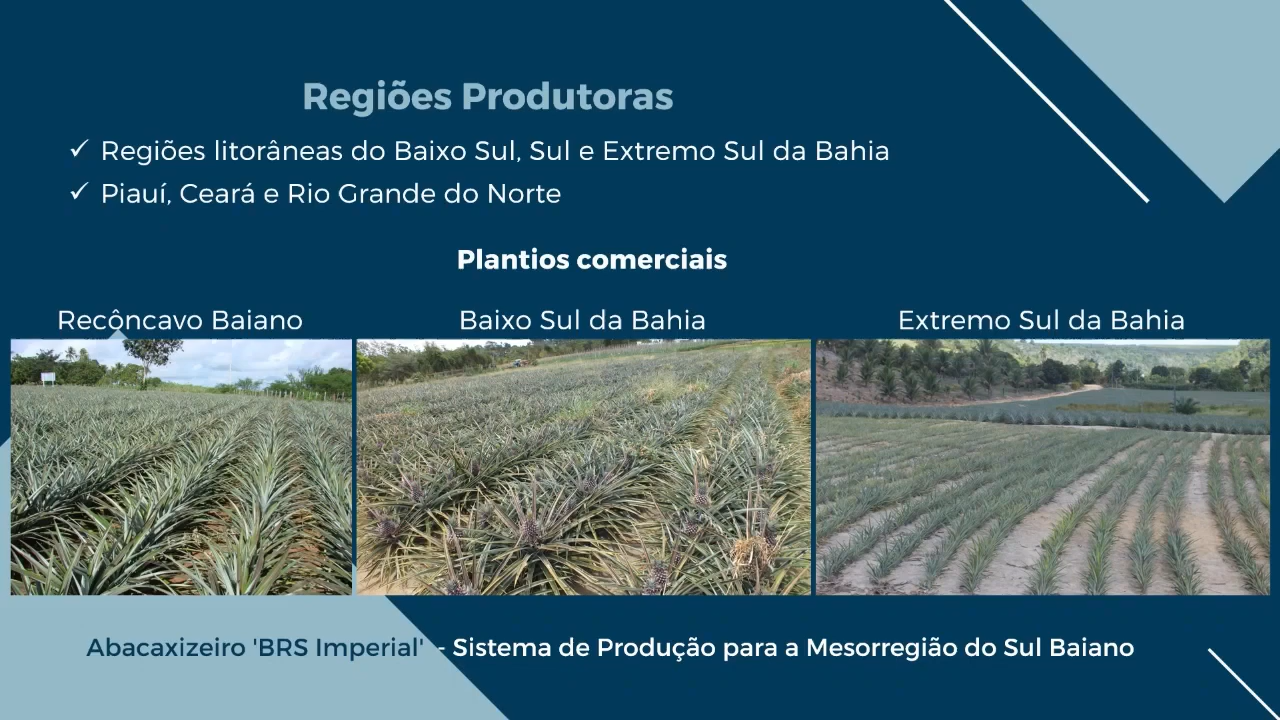 Regiões Produtoras
✓ Regiões litorâneas do Baixo Sul, Sul e Extremo Sul da Bahia
✓ Piauí, Ceará e Rio Grande do Norte
Plantios comerciais
Recôncavo Baiano
Baixo Sul da Bahia
Extremo Sul da Bahia
Abacaxizeiro 'BRS Imperial' - Sistema de Produção para a Mesorregião do Sul Baiano